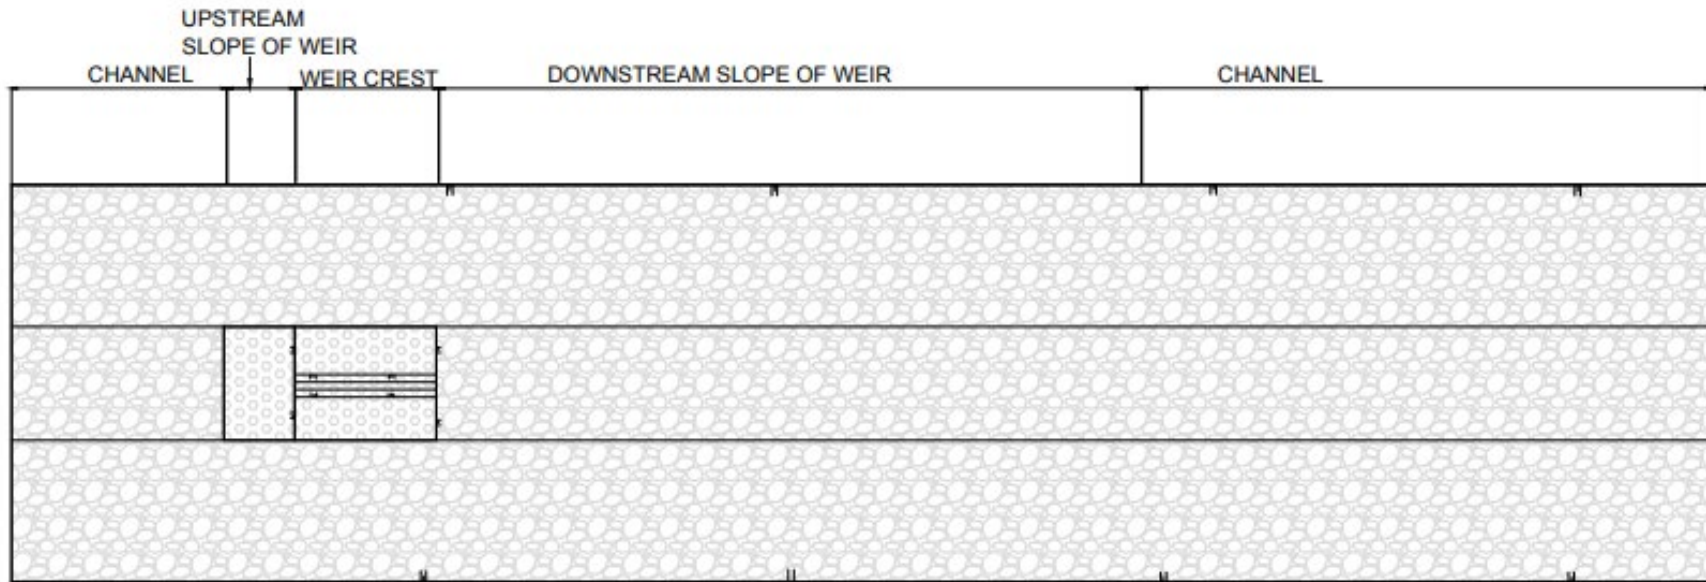 UPSTREAM
SLOPE OF WEIR
CHANNEL
WEIR CREST
DOWNSTREAM SLOPE OF WEIR
CHANNEL